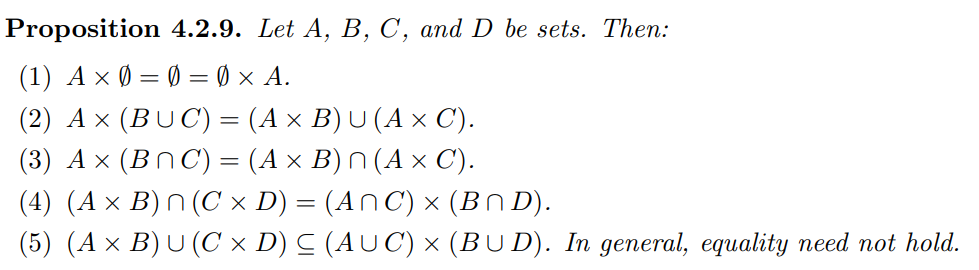 Proposition 4.2.9. Let A, B, C, and D be sets. Then:
(1) A × ∅ = ∅ = ∅ × A.
(2) A × (B ∪ C) = (A × B) ∪ (A × C).
(3) A × (B ∩ C) = (A × B) ∩ (A × C).
(4) (A × B) ∩ (C × D) = (A ∩ C) × (B ∩ D).
(5) (A × B) ∪ (C × D) ⊆ (A ∪ C) × (B ∪ D). In general, equality need not hold.